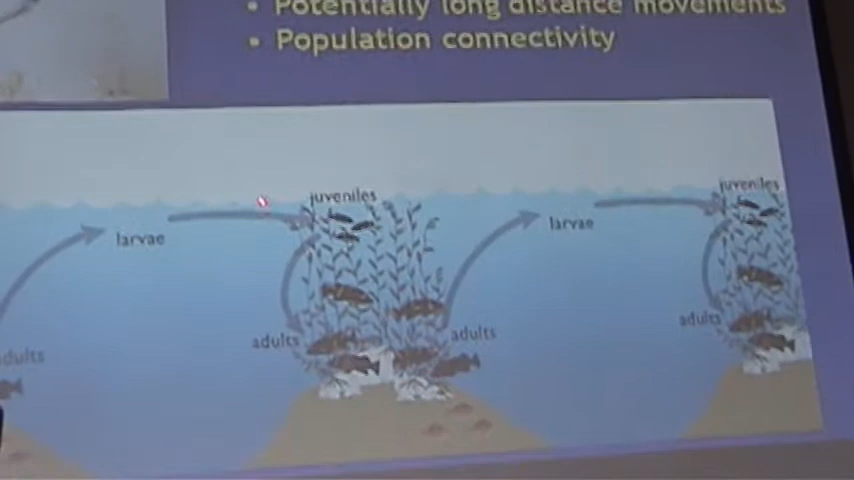 • Potentially long distance movements
• Population connectivity
juveniles
juveniles
larvae
larvae
adults
adults
adults
adults